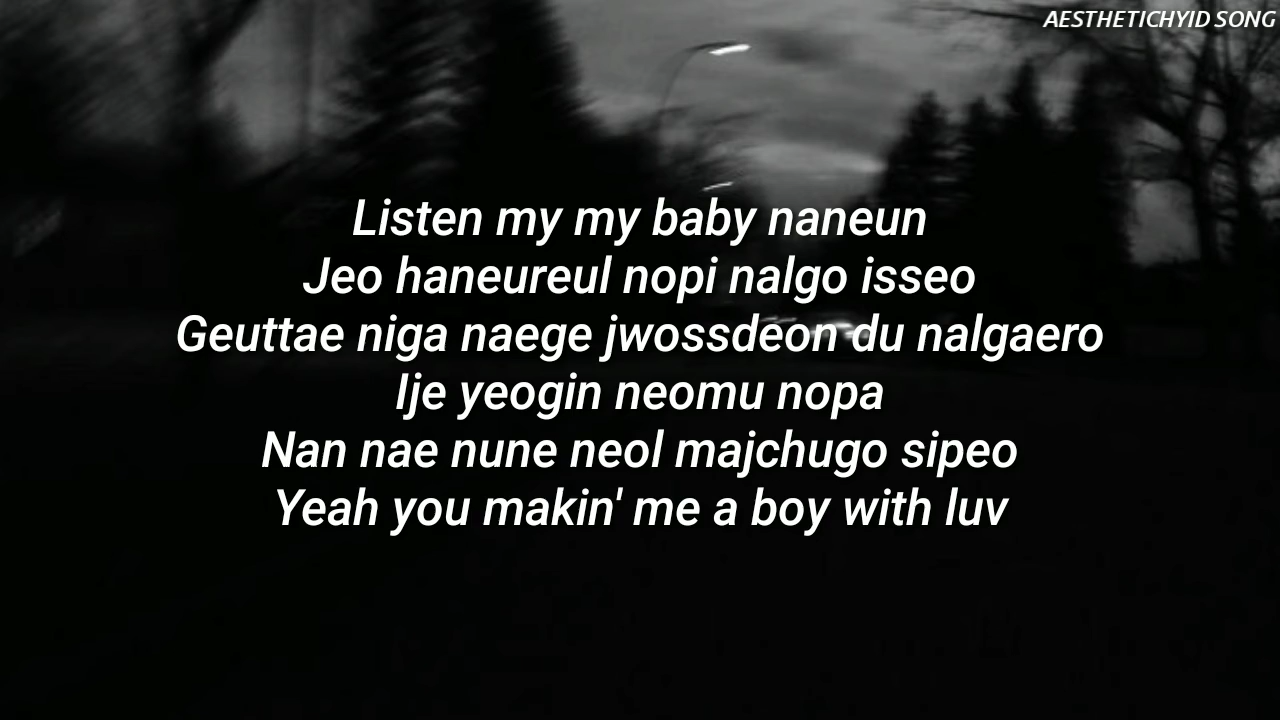 AESTHETICHYID SONG
Listen my my baby naneun
Jeo haneureul nopi nalgo isseo
Geuttae niga naege jwossdeon du nalgaero
Ije yeogin neomu nopa
Nan nae nune neol majchugo sipeo
Yeah you makin' me a boy with luv